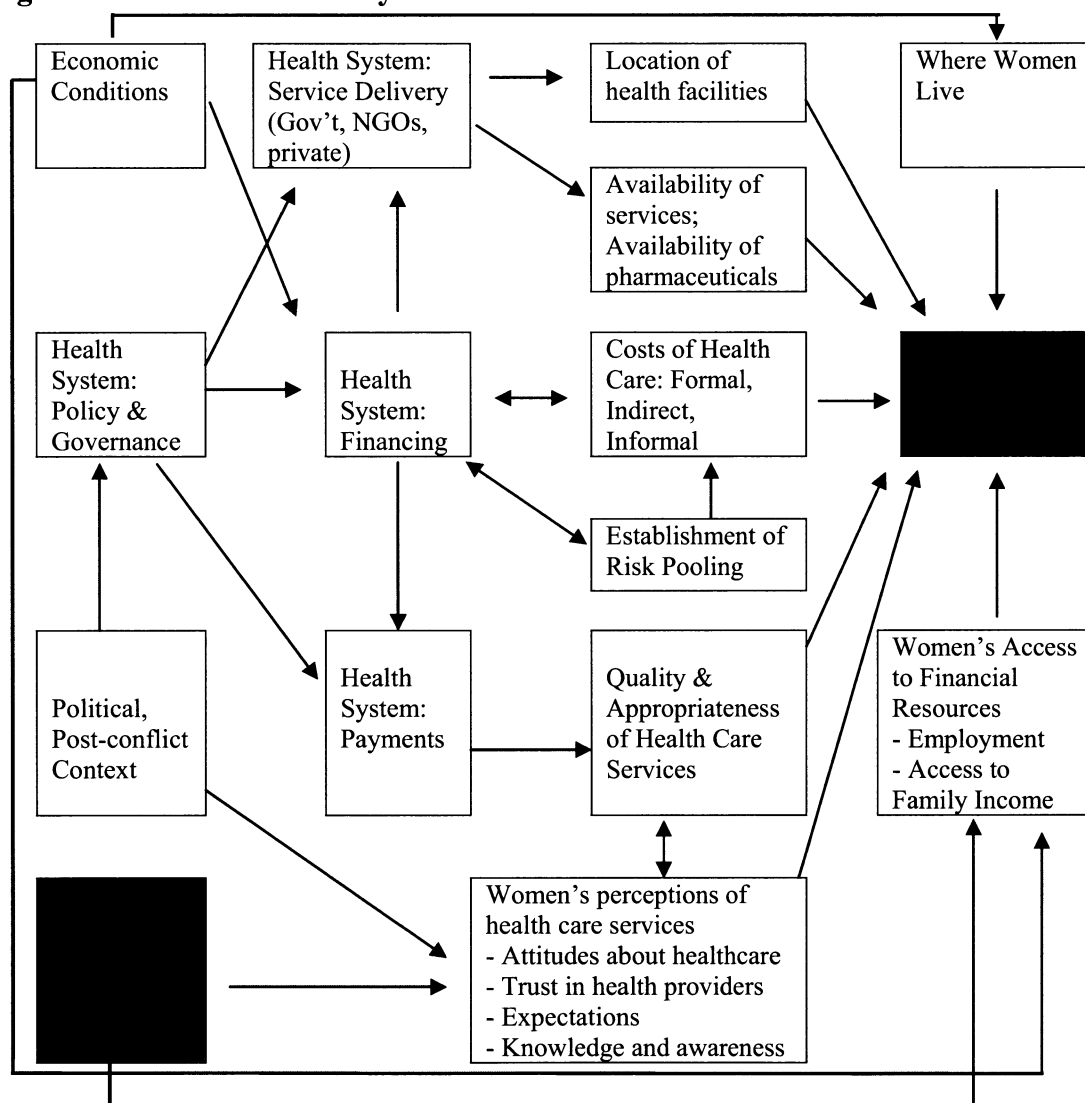 Economic
Conditions
Health System:
Service Delivery
(Gov't, NGOs,
private)
Location of
health facilities
Where Women
Live
Availability of
services;
Availability of
pharmaceuticals
Health
System:
Policy &
Governance
Health
System:
Financing
Costs of Health
Care: Formal,
Indirect,
Informal
Establishment of
Risk Pooling
Political,
Post-conflict
Context
Health
System:
Payments
Quality &
Appropriateness
of Health Care
Services
Women's Access
to Financial
Resources
- Employment
- Access to
Family Income
Women's perceptions of
health care services
- Attitudes about healthcare
- Trust in health providers
- Expectations
- Knowledge and awareness